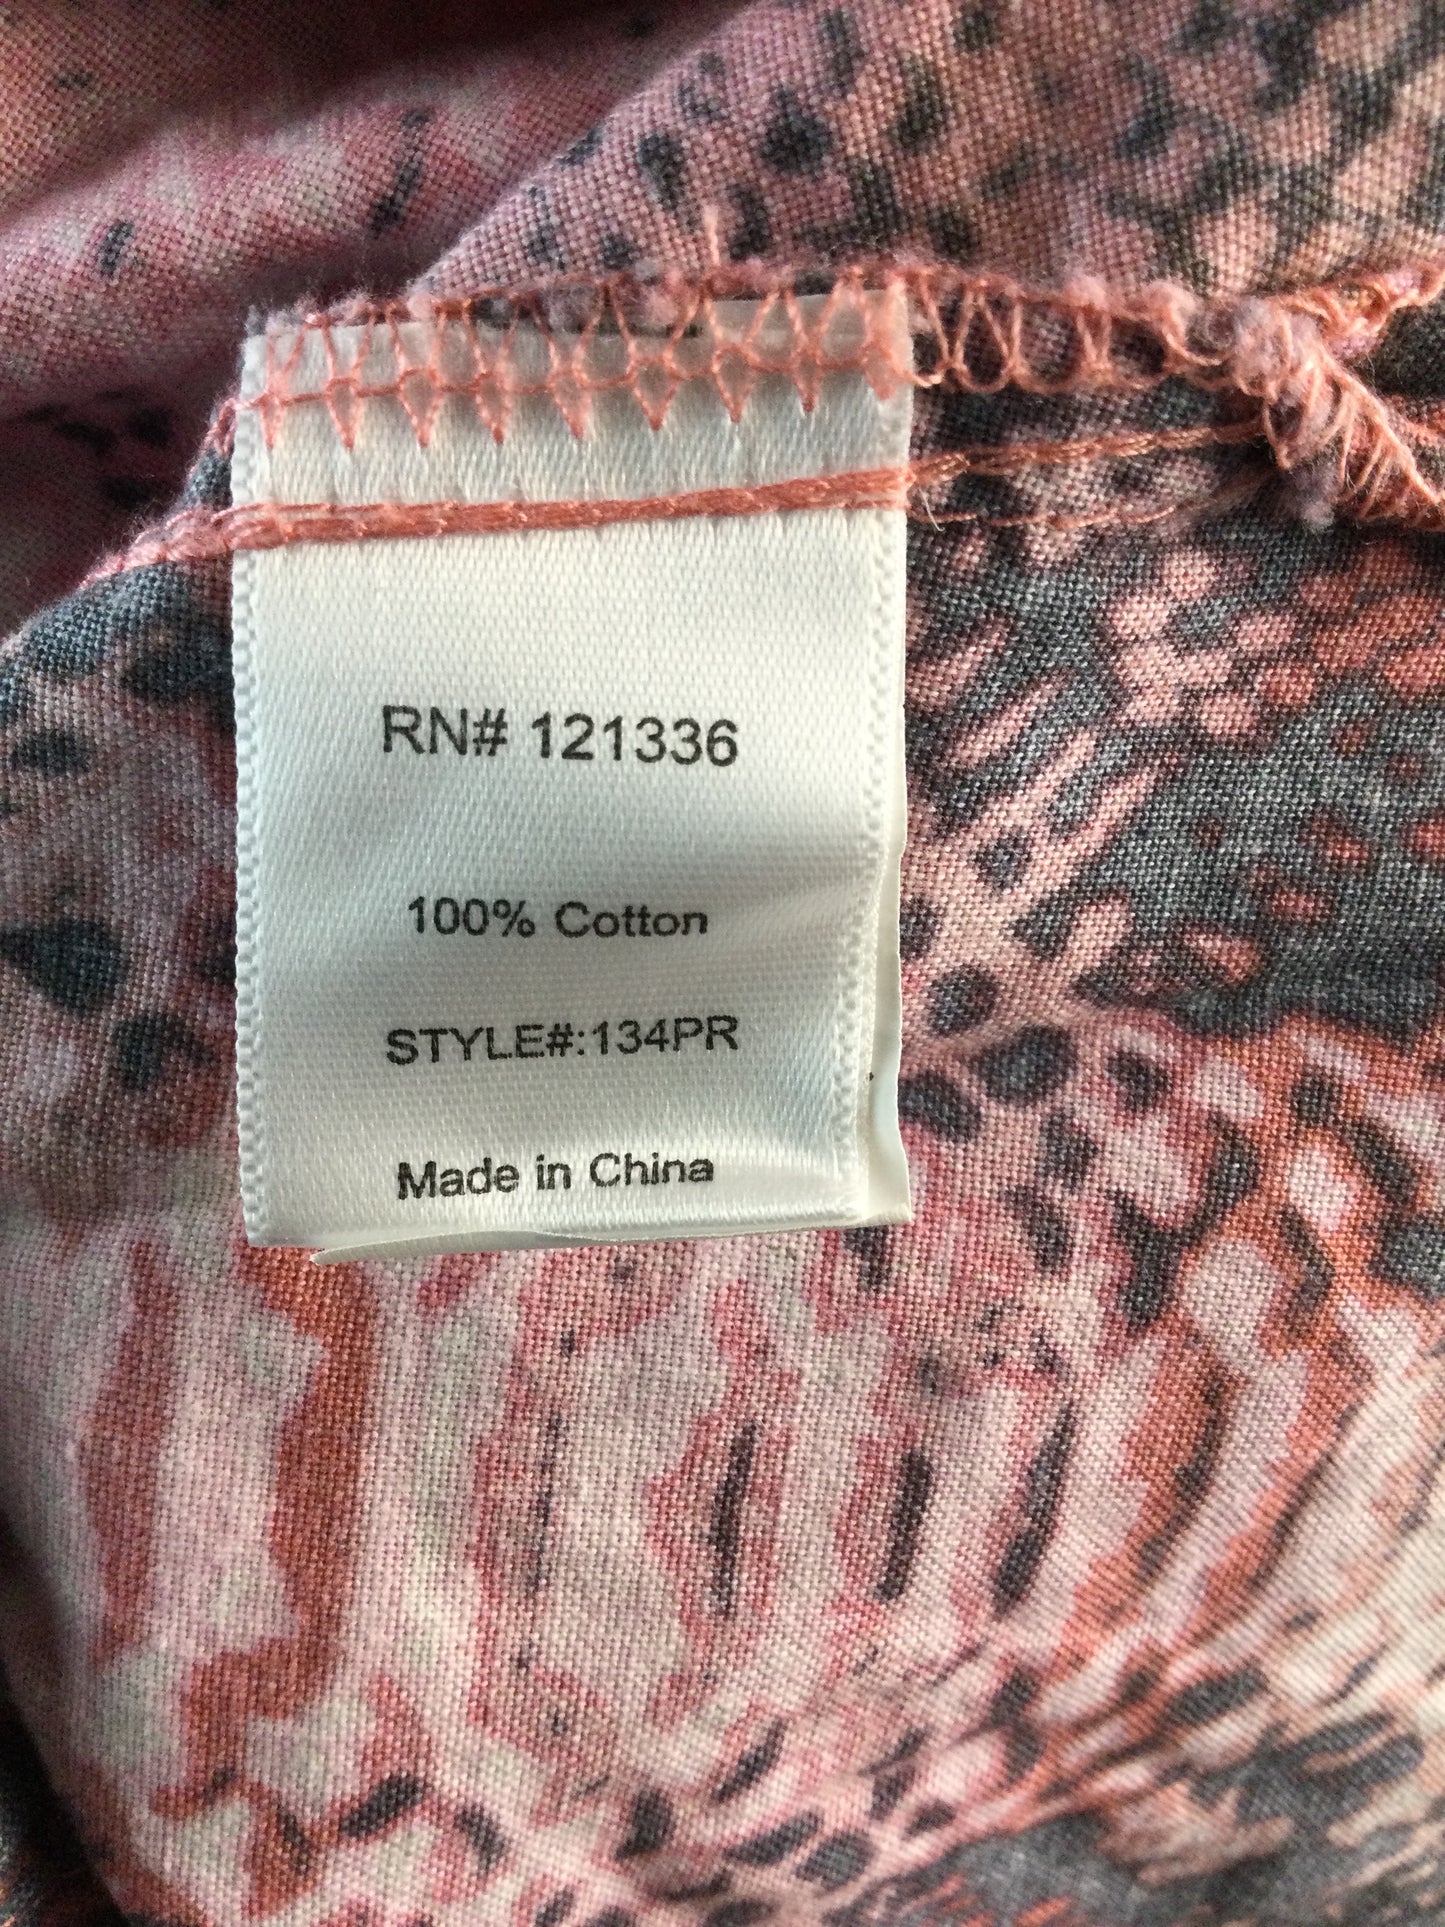 RN# 121336
100% Cotton
STYLE#:134PR
Made in China